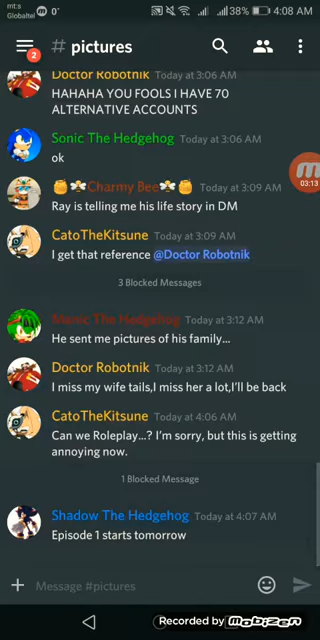 mt:s
Globaltel
0°
38%
4:08 AM
2
# pictures
Doctor Robotnik Today at 3:06 AM
HAHAHA YOU FOOLS I HAVE 70
ALTERNATIVE ACCOUNTS
Sonic The Hedgehog Today at 3:06 AM
ok
03:13
🍯🐝Charmy Bee🐝🍯 Today at 3:09 AM
Ray is telling me his life story in DM
CatoTheKitsune Today at 3:09 AM
I get that reference @Doctor Robotnik
3 Blocked Messages
Manic The Hedgehog Today at 3:12 AM
He sent me pictures of his family...
Doctor Robotnik Today at 3:12 AM
I miss my wife tails,I miss her a lot,I'll be back
CatoTheKitsune Today at 4:06 AM
Can we Roleplay...? I'm sorry, but this is getting
annoying now.
1 Blocked Message
Shadow The Hedgehog Today at 4:07 AM
Episode 1 starts tomorrow
Message #pictures
Recorded by Mobizen